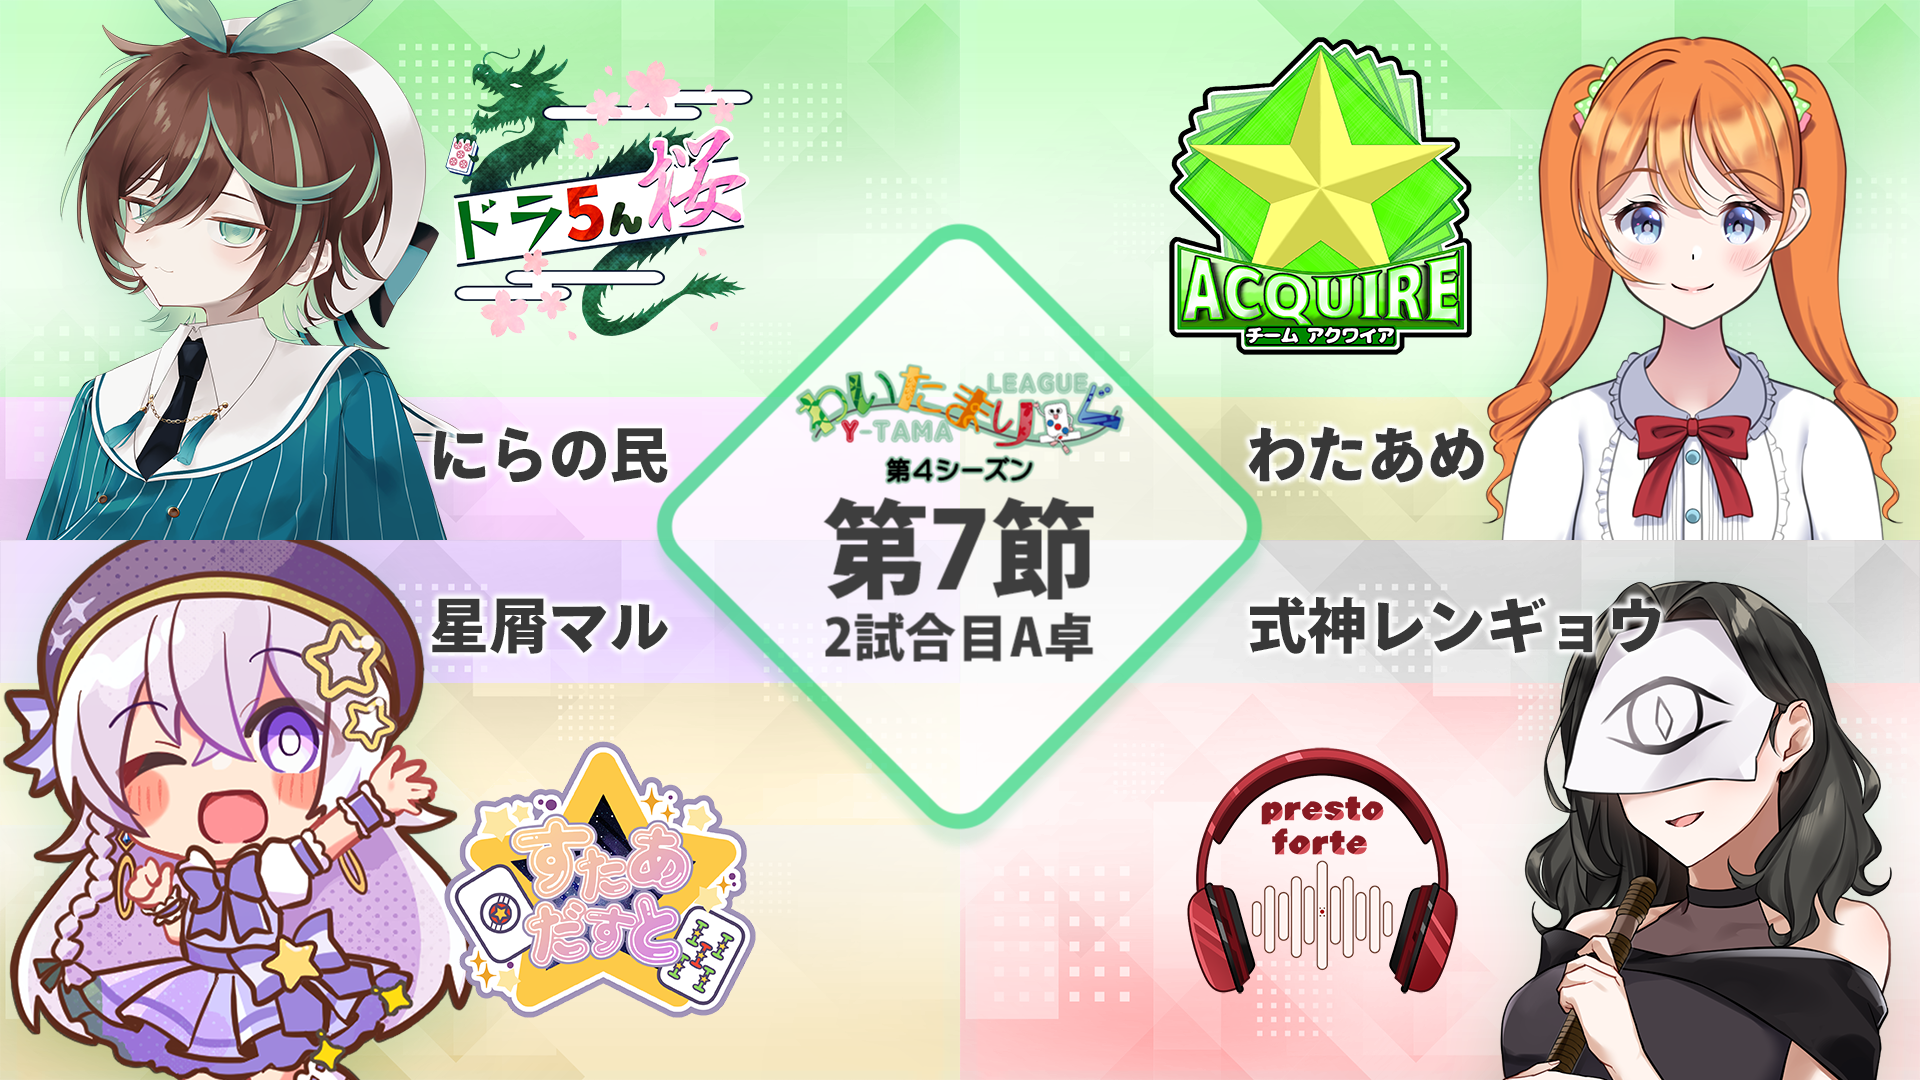 ドラ5ん桜
ACQUIRE
チーム アクワイア
わいたまりーぐ
LEAGUE
Y-TAMA
第4シーズン
第7節
2試合目A卓
にらの民
わたあめ
星屑マル
式神レンギョウ
すたあ
だすと
presto
forte